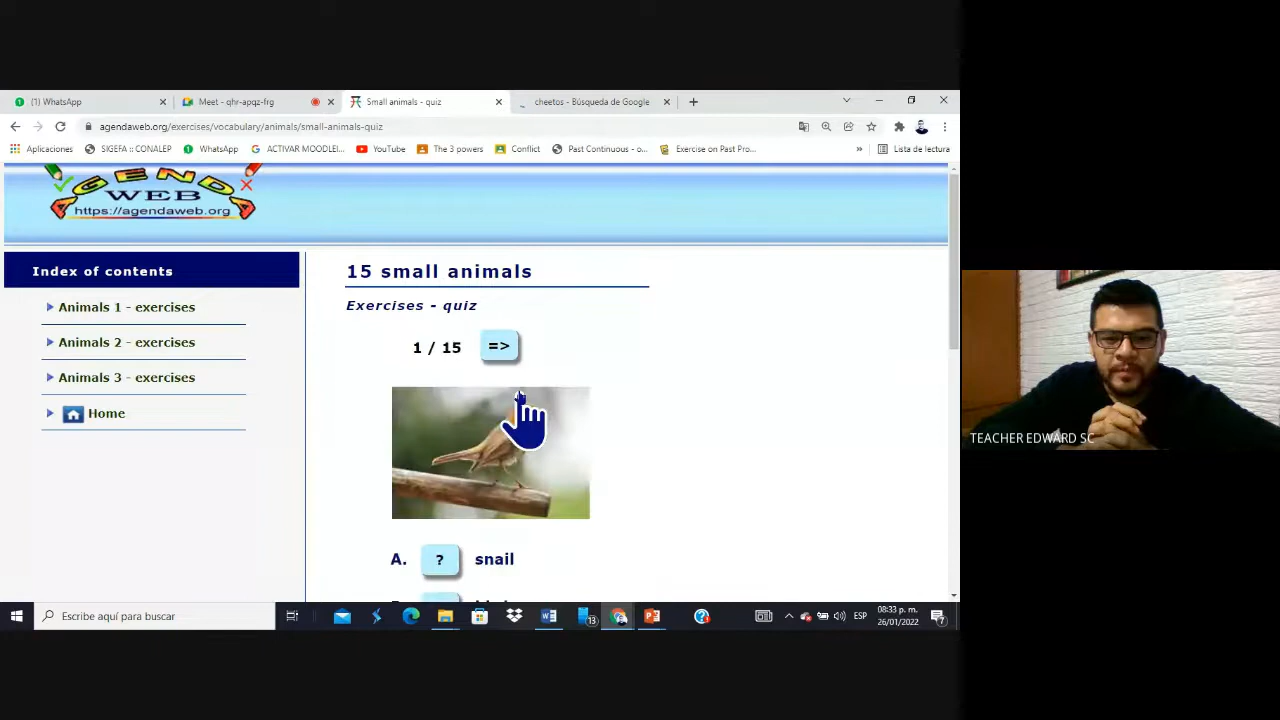 (1) WhatsApp
Meet - qhr-apqz-frg
Small animals - quiz
cheetos - Búsqueda de Google
agendaweb.org/exercises/vocabulary/animals/small-animals-quiz
Aplicaciones
SIGEFA :: CONALEP
WhatsApp
ACTIVAR MOODLEI...
YouTube
The 3 powers
Conflict
Past Continuous - o...
Exercise on Past Pro...
»
Lista de lectura
AGENDA
WEB
https://agendaweb.org
Index of contents
Animals 1 - exercises
Animals 2 - exercises
Animals 3 - exercises
Home
15 small animals
Exercises - quiz
1 / 15 =>
A. ? snail
TEACHER EDWARD SC
Escribe aquí para buscar
13
ESP
08:33 p. m.
26/01/2022
7